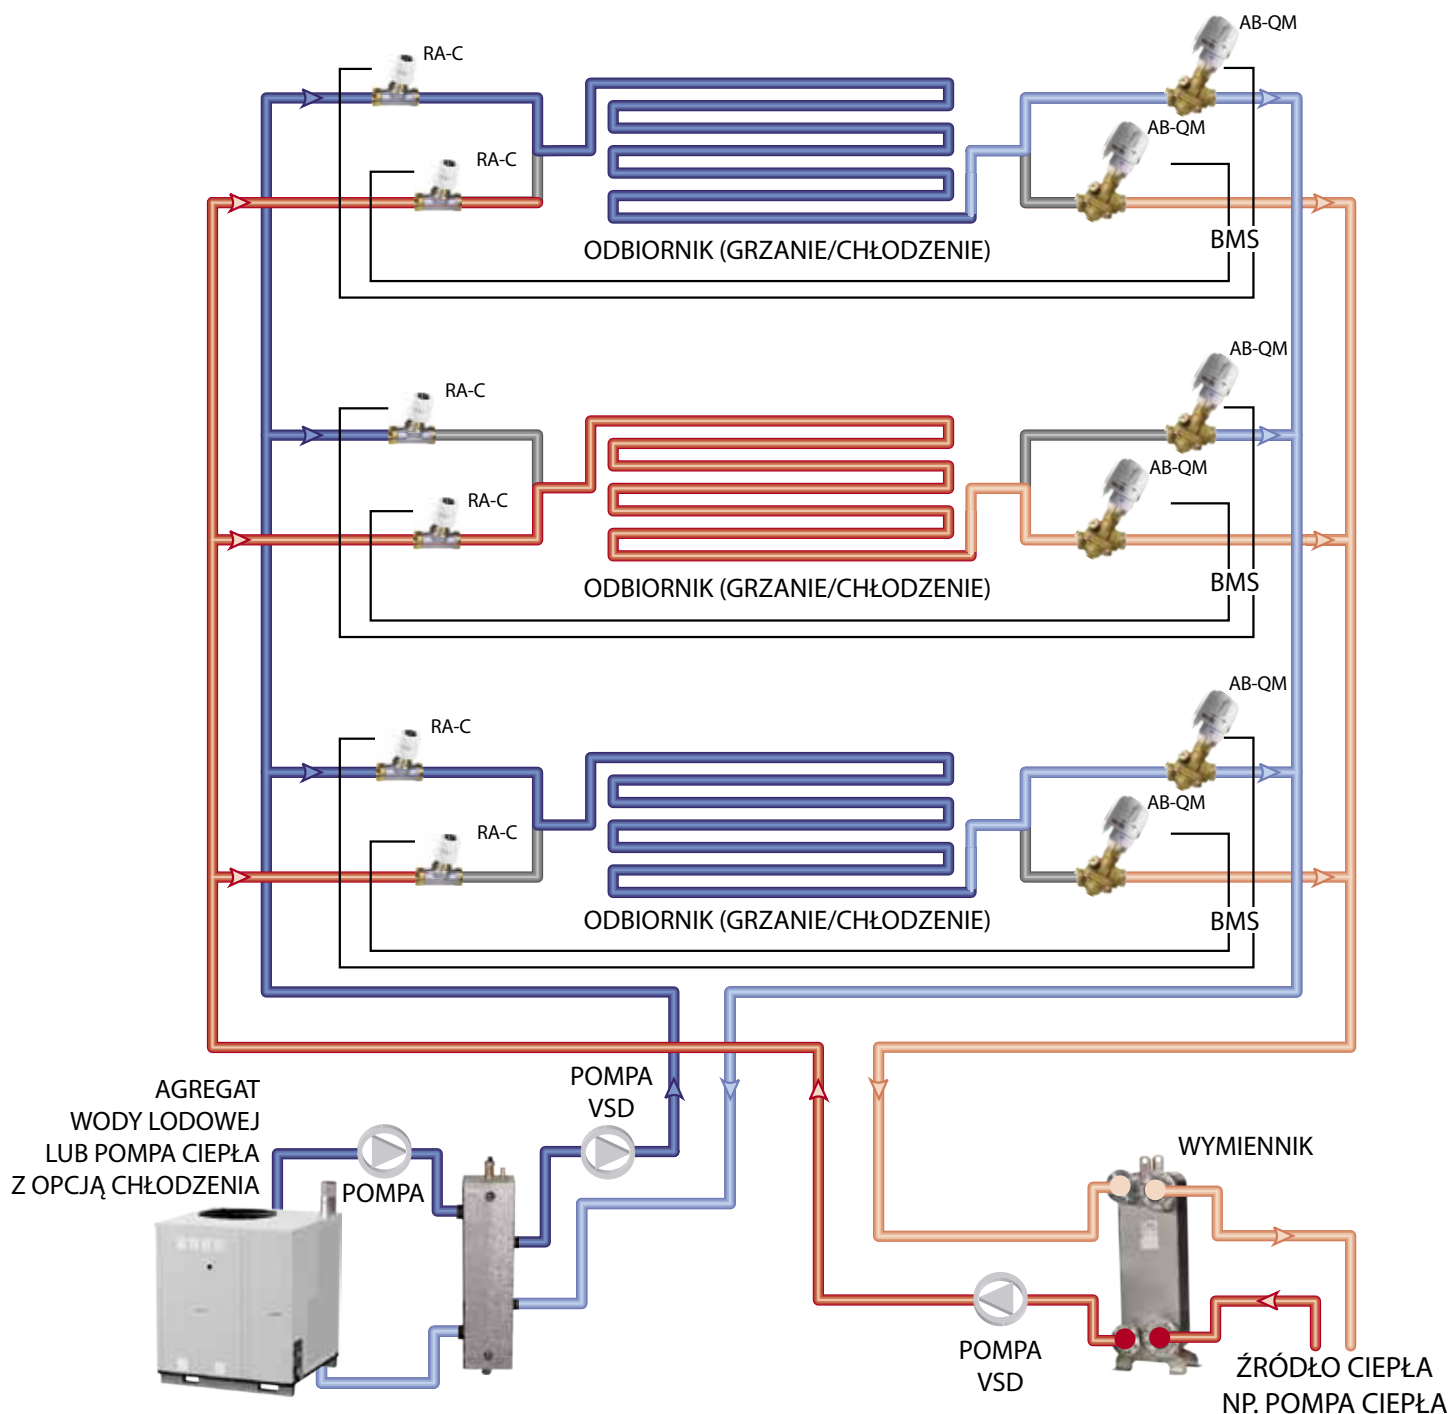 AB-QM
RA-C
AB-QM
RA-C
BMS
ODBIORNIK (GRZANIE/CHŁODZENIE)
AB-QM
RA-C
AB-QM
RA-C
BMS
ODBIORNIK (GRZANIE/CHŁODZENIE)
AB-QM
RA-C
AB-QM
RA-C
BMS
ODBIORNIK (GRZANIE/CHŁODZENIE)
AGREGAT
WODY LODOWEJ
LUB POMPA CIEPŁA
Z OPCJĄ CHŁODZENIA
POMPA
POMPA
VSD
WYMIENNIK
POMPA
VSD
ŹRÓDŁO CIEPŁA
NP. POMPA CIEPŁA